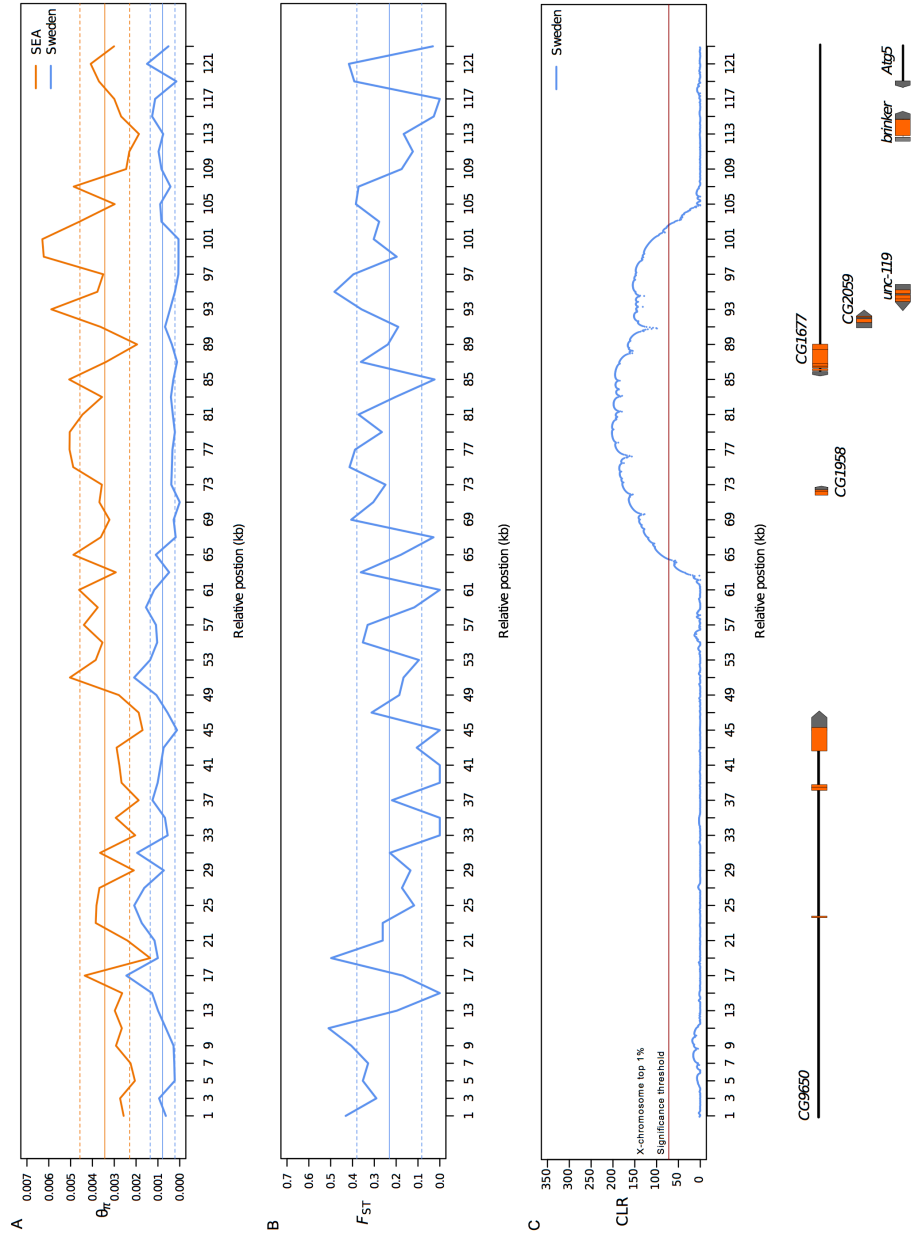 A
SEA
Sweden
θπ
0.007
0.006
0.005
0.004
0.003
0.002
0.001
0.000
1 3 5 7 9 13 17 21 25 29 33 37 41 45 49 53 57 61 65 69 73 77 81 85 89 93 97 101 105 109 113 117 121
Relative postion (kb)
B
FST
0.7
0.6
0.5
0.4
0.3
0.2
0.1
0.0
1 3 5 7 9 13 17 21 25 29 33 37 41 45 49 53 57 61 65 69 73 77 81 85 89 93 97 101 105 109 113 117 121
Relative postion (kb)
C
Sweden
CLR
350
300
250
200
150
100
50
0
X-chromosome top 1%
Significance threshold
1 3 5 7 9 13 17 21 25 29 33 37 41 45 49 53 57 61 65 69 73 77 81 85 89 93 97 101 105 109 113 117 121
Relative postion (kb)
CG9650
CG1677
CG1958
CG2059
unc-119
brinker
Atg5